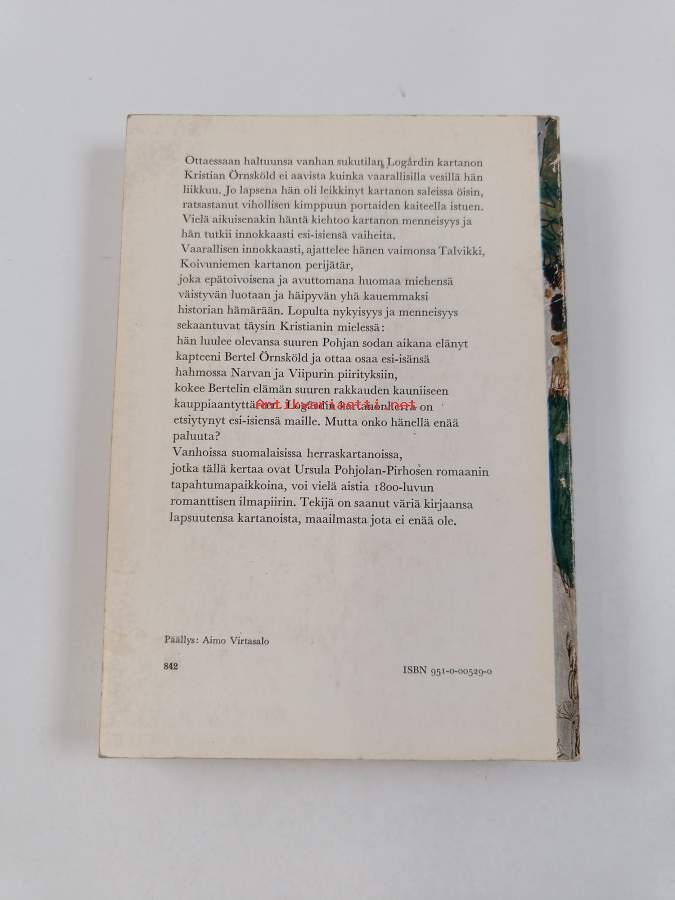 Ottaessaan haltuunsa vanhan sukutilan Logårdin kartanon
Kristian Örnsköld ei aavista kuinka vaarallisilla vesillä hän
liikkuu. Jo lapsena hän oli leikkinyt kartanon saleissa öisin,
ratsastanut vihollisen kimppuun portaiden kaiteella istuen.
Vielä aikuisenakin häntä kiehtoo kartanon menneisyys ja
hän tutkii innokkaasti esi-isiensä vaiheita.
Vaarallisen innokkaasti, ajattelee hänen vaimonsa Talvikki,
Koivuniemen kartanon perijätär,
joka epätoivoisena ja avuttomana huomaa miehensä
väistyvän luotaan ja häipyvän yhä kauemmaksi
historian hämärään. Lopulta nykyisyys ja menneisyys
sekaantuvat täysin Kristianin mielessä:
hän luulee olevansa suuren Pohjan sodan aikana elänyt
kapteeni Bertel Örnsköld ja ottaa osaa esi-isänsä
hahmossa Narvan ja Viipurin piirityksiin,
kokee Bertelin elämän suuren rakkauden kauniiseen
kauppiaantyttäreen. Logårdin kartanonherra on
Antikvariaatti.net
etsiytynyt esi-isiensä maille. Mutta onko hänellä enää
paluuta?
Vanhoissa suomalaisissa herraskartanoissa,
jotka tällä kertaa ovat Ursula Pohjolan-Pirhosen romaanin
tapahtumapaikkoina, voi vielä aistia 1800-luvun
romanttisen ilmapiirin. Tekijä on saanut väriä kirjaansa
lapsuutensa kartanoista, maailmasta jota ei enää ole.
Päällys: Aimo Virtasalo
842
ISBN 951-0-00529-0